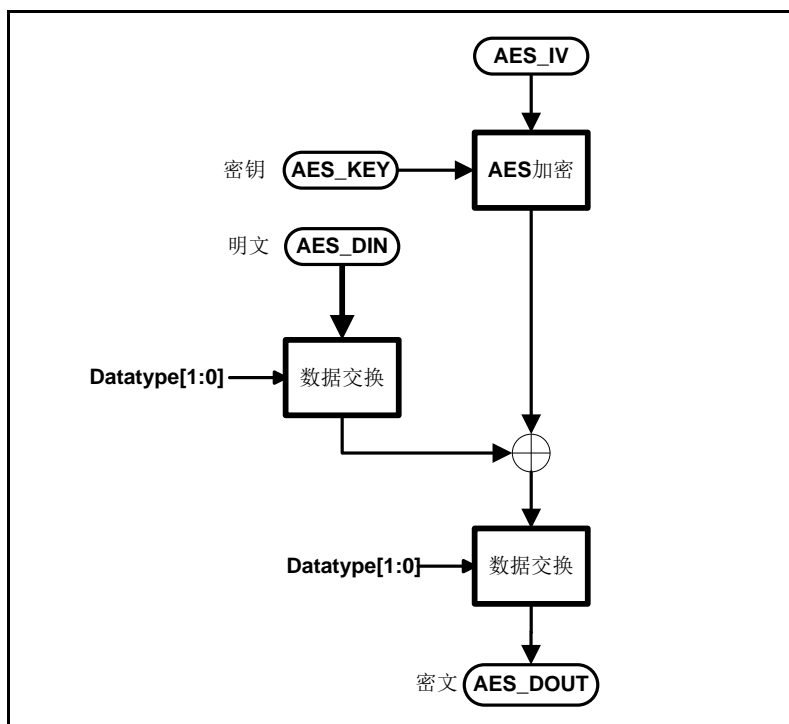 AES_IV
密钥 AES_KEY AES加密
明文 AES_DIN
Datatype[1:0] 数据交换
Datatype[1:0] 数据交换
密文 AES_DOUT